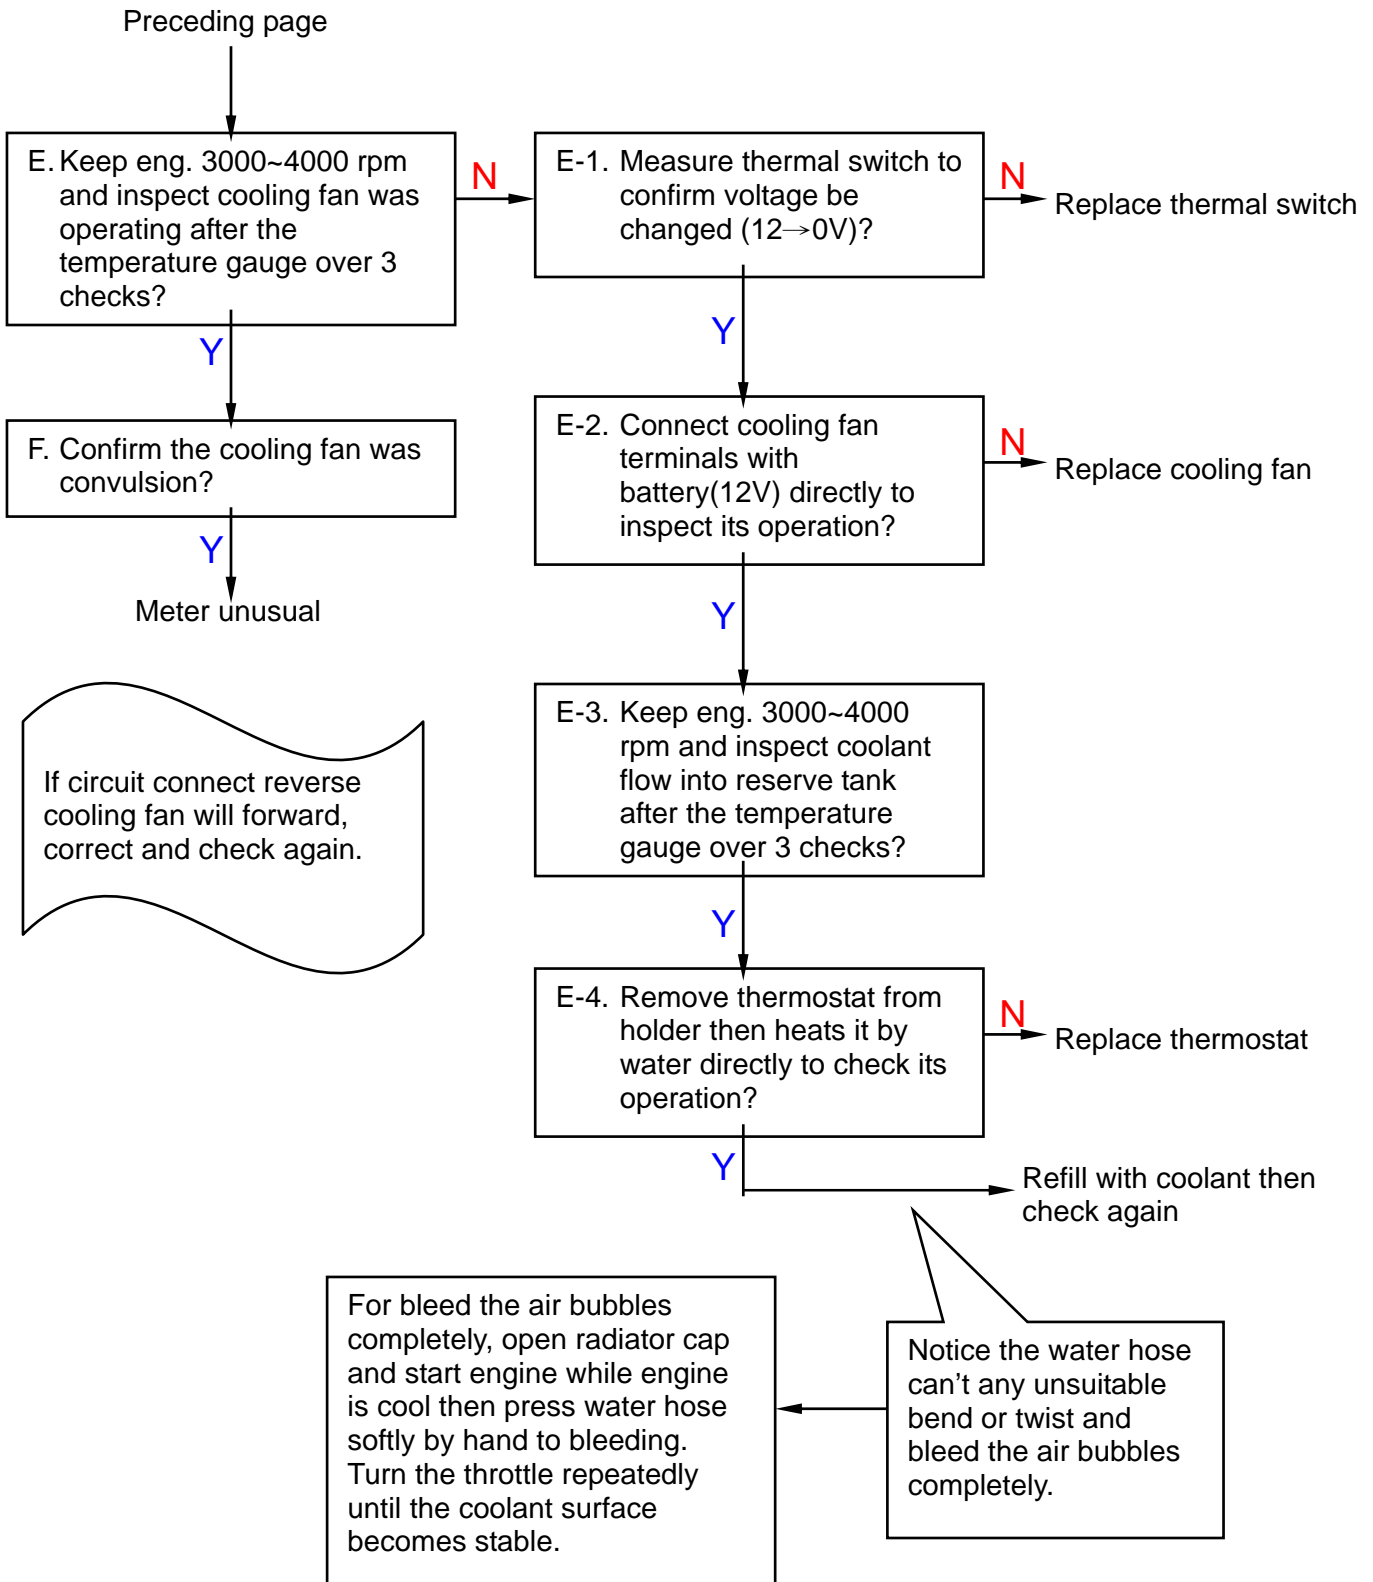 Preceding page
E. Keep eng. 3000~4000 rpm
and inspect cooling fan was
operating after the
temperature gauge over 3
checks?
N
E-1. Measure thermal switch to
confirm voltage be
changed (12→0V)?
N
Replace thermal switch
Y
Y
F. Confirm the cooling fan was
convulsion?
E-2. Connect cooling fan
terminals with
battery(12V) directly to
inspect its operation?
N
Replace cooling fan
Y
Meter unusual
Y
If circuit connect reverse
cooling fan will forward,
correct and check again.
E-3. Keep eng. 3000~4000
rpm and inspect coolant
flow into reserve tank
after the temperature
gauge over 3 checks?
Y
E-4. Remove thermostat from
holder then heats it by
water directly to check its
operation?
N
Replace thermostat
Y
Refill with coolant then
check again
For bleed the air bubbles
completely, open radiator cap
and start engine while engine
is cool then press water hose
softly by hand to bleeding.
Turn the throttle repeatedly
until the coolant surface
becomes stable.
Notice the water hose
can’t any unsuitable
bend or twist and
bleed the air bubbles
completely.